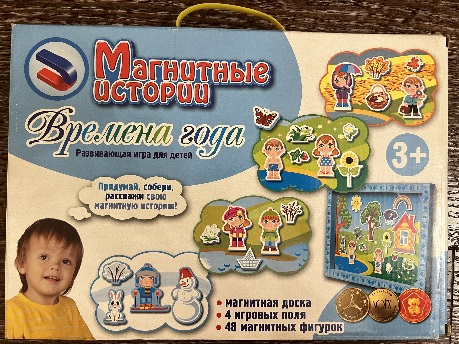 Магнитные
истории
Времена года
Развивающая игра для детей
3+
Придумай, собери,
расскажи свою
магнитную историю!
• магнитная доска
• 4 игровых поля
• 48 магнитных фигурок